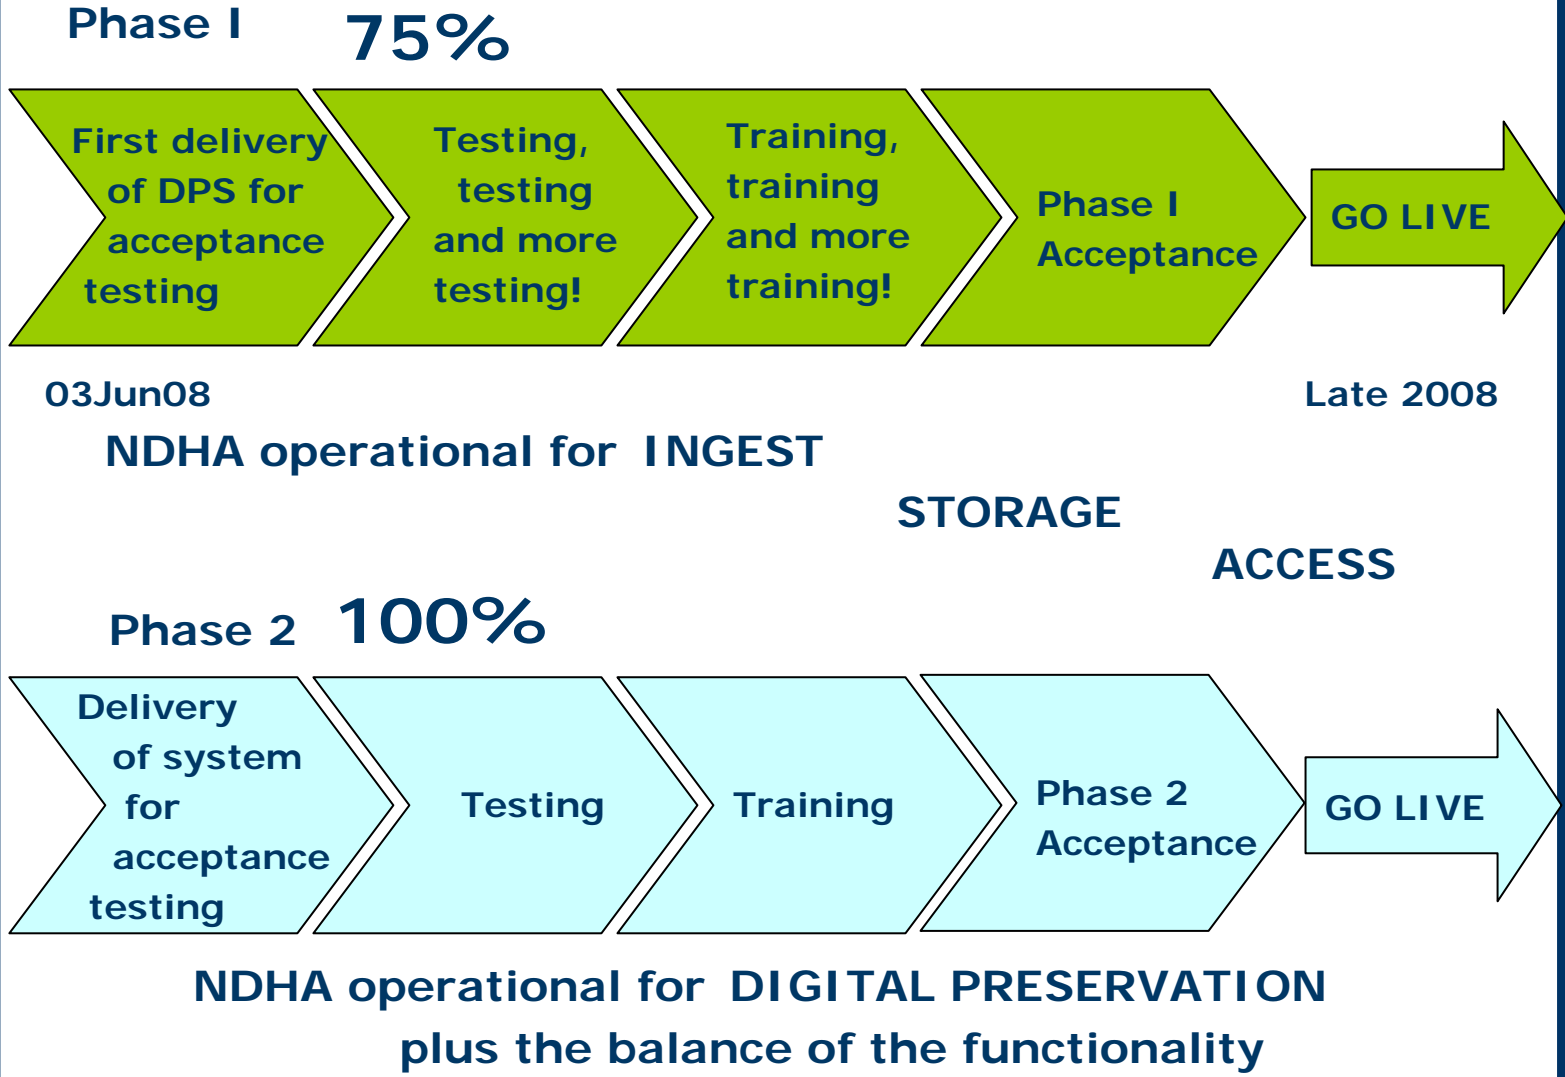 Phase I 75%
First delivery
of DPS for
acceptance
testing
Testing,
testing
and more
testing!
Training,
training
and more
training!
Phase I
Acceptance
GO LIVE
03Jun08
Late 2008
NDHA operational for INGEST
STORAGE
ACCESS
Phase 2 100%
Delivery
of system
for
acceptance
testing
Testing
Training
Phase 2
Acceptance
GO LIVE
NDHA operational for DIGITAL PRESERVATION
plus the balance of the functionality